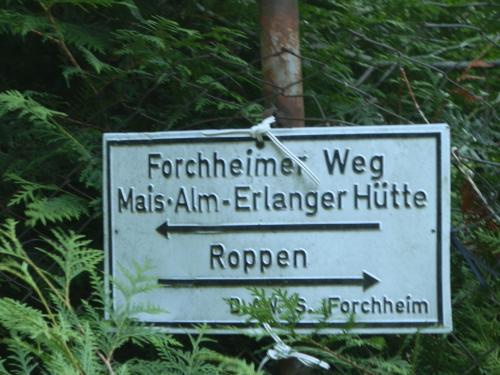 Forchheimer Weg
Mais·Alm-Erlanger Hütte
Roppen
Forchheim